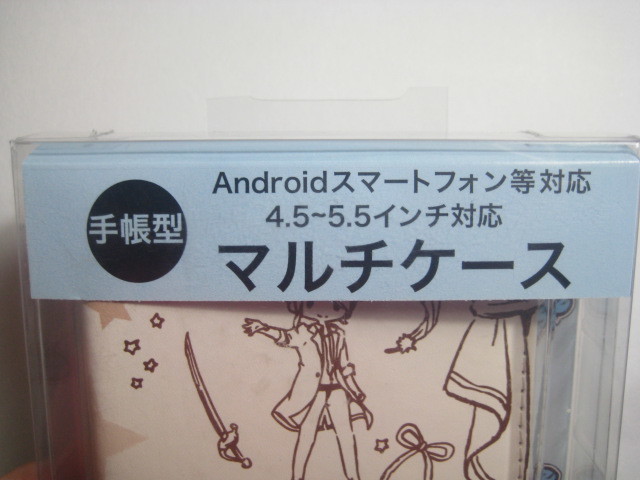 手帳型
Androidスマートフォン等対応
4.5~5.5インチ対応
マルチケース